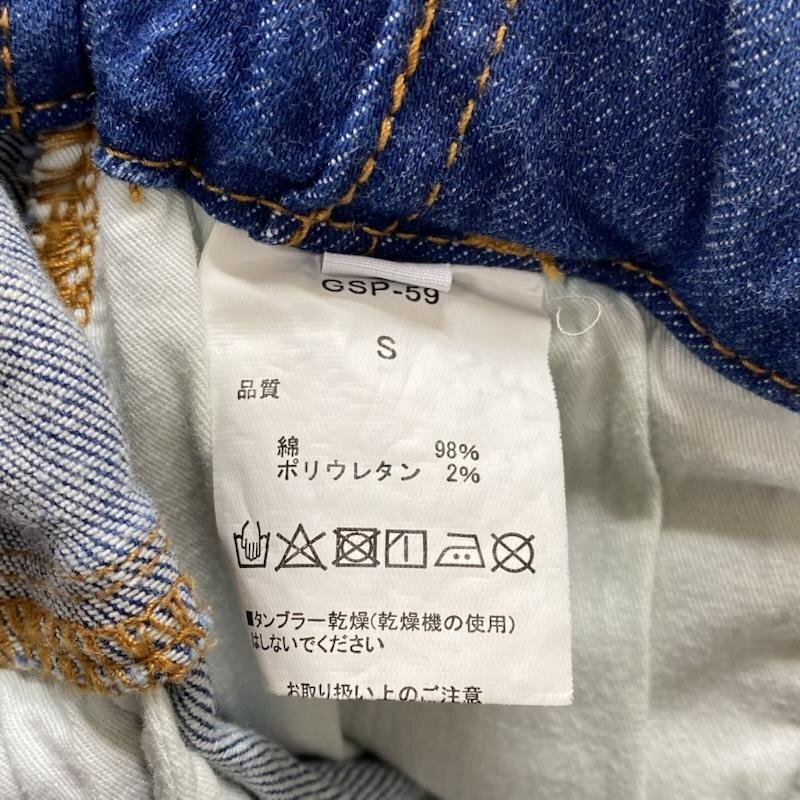 GSP-59
S
品質
綿 98%
ポリウレタン 2%
■タンブラー乾燥(乾燥機の使用)
はしないでください
お取り扱い上のご注意